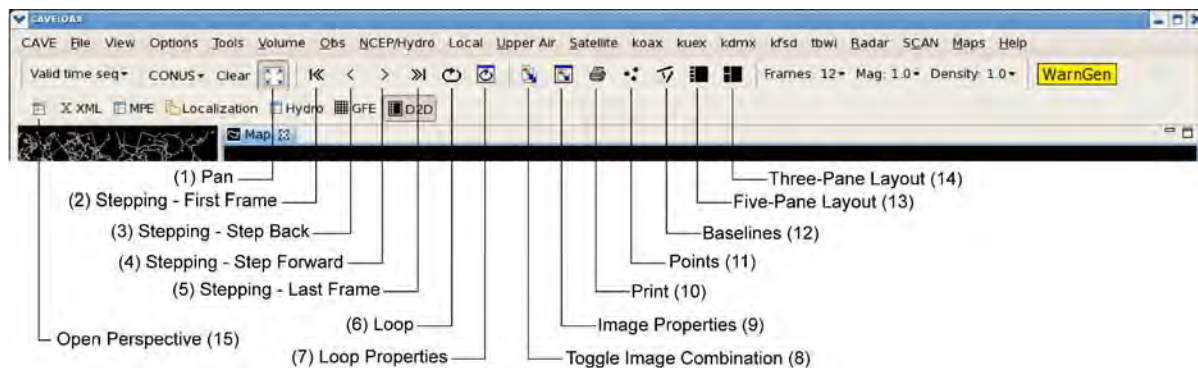 CAVE:OAX
CAVE File View Options Tools Volume Obs NCEP/Hydro Local Upper Air Satellite koax kuex kdmx kfsd tbwi Radar SCAN Maps Help
Valid time seq CONUS Clear Frames: 12 Mag: 1.0 Density: 1.0 WarnGen
XML MPE Localization Hydro GFE D2D
Map
(1) Pan
Three-Pane Layout (14)
(2) Stepping - First Frame
Five-Pane Layout (13)
(3) Stepping - Step Back
Baselines (12)
(4) Stepping - Step Forward
Points (11)
(5) Stepping - Last Frame
Print (10)
(6) Loop
Image Properties (9)
Open Perspective (15)
(7) Loop Properties
Toggle Image Combination (8)